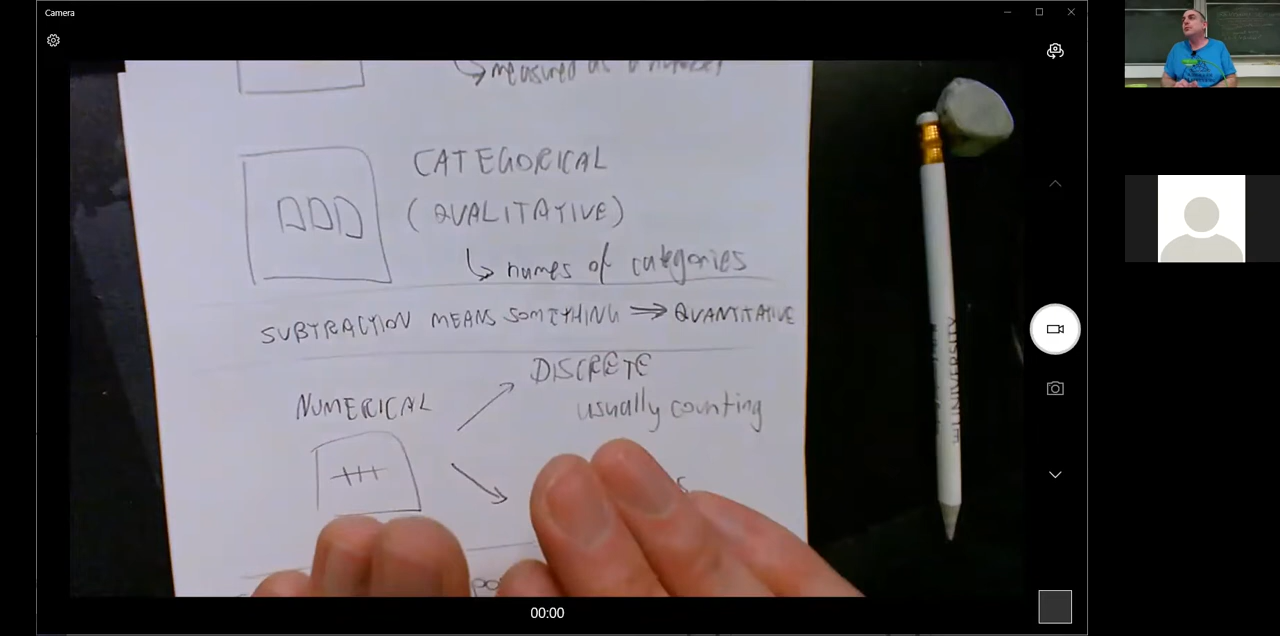 Camera
measured as a number
CATEGORICAL
(QUALITATIVE)
names of categories
SUBTRACTION MEANS SOMETHING ⇒ QUANTITATIVE
DISCRETE
NUMERICAL
usually counting
UNIVERSITY
00:00